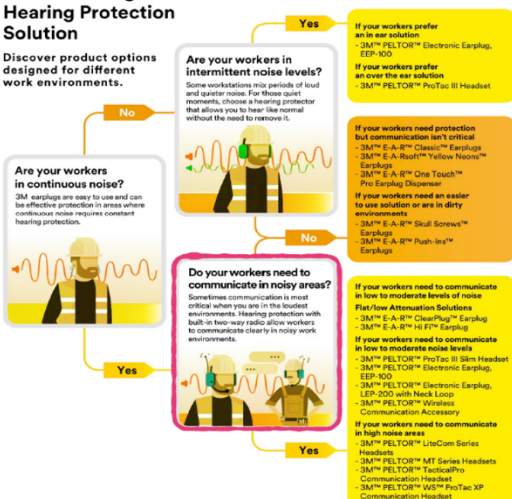 Hearing Protection
Solution
Discover product options
designed for different
work environments.
No
Are your workers
in continuous noise?
3M earplugs are easy to use and can
be effective protection in areas where
continuous noise requires constant
hearing protection.
Yes
Yes
Are your workers in
intermittent noise levels?
Some workstations mix periods of loud
and quieter noise. For those quiet
moments, choose a hearing protector
that allows you to hear like normal
without the need to remove it.
No
Do your workers need to
communicate in noisy areas?
Sometimes communication is most
critical when you are in the loudest
environments. Hearing protection with
built-in two-way radio allow workers
to communicate clearly in noisy work
environments.
Yes
If your workers prefer
an in ear solution
- 3M™ PELTOR™ Electronic Earplug,
EEP-100
If your workers prefer
an over the ear solution
- 3M™ PELTOR™ ProTac III Headset
If your workers need protection
but communication isn't critical
- 3M™ E-A-R™ Classic™ Earplugs
- 3M™ E-A-Rsoft™ Yellow Neons™
Earplugs
- 3M™ E-A-R™ One Touch™
Pro Earplug Dispenser
If your workers need an easier
to use solution or are in dirty
environments
- 3M™ E-A-R™ Skull Screws™
Earplugs
- 3M™ E-A-R™ Push-Ins™
Earplugs
If your workers need to communicate
in low to moderate levels of noise
Flat/low Attenuation Solutions
- 3M™ E-A-R™ ClearPlug™ Earplug
- 3M™ E-A-R™ Hi Fi™ Earplug
If your workers need to communicate
in low to moderate noise levels
- 3M™ PELTOR™ ProTac III Slim Headset
- 3M™ PELTOR™ Electronic Earplug,
EEP-100
- 3M™ PELTOR™ Electronic Earplug,
LEP-200 with Neck Loop
- 3M™ PELTOR™ Wireless
Communication Accessory
If your workers need to communicate
in high noise areas
- 3M™ PELTOR™ LiteCom Series
Headsets
- 3M™ PELTOR™ MT Series Headsets
- 3M™ PELTOR™ TacticalPro
Communication Headset
- 3M™ PELTOR™ WS™ ProTac XP
Communication Headset